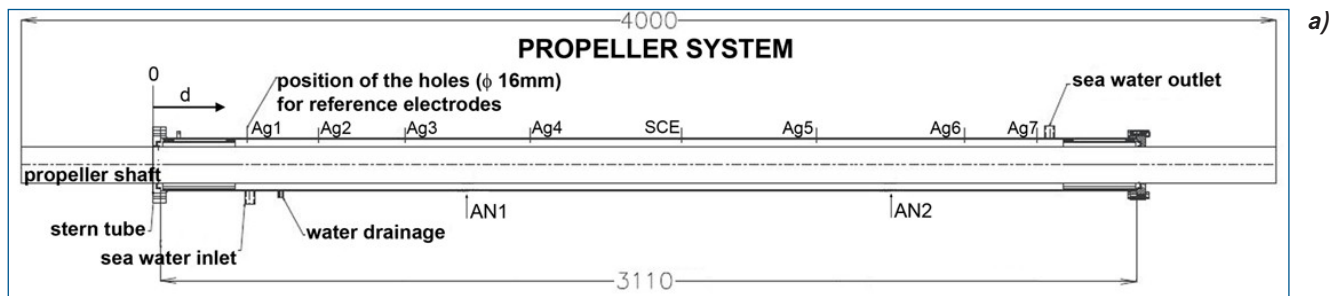 4000
a)
PROPELLER SYSTEM
0
d
position of the holes (ϕ 16mm)
for reference electrodes
sea water outlet
Ag1 Ag2 Ag3 Ag4 SCE Ag5 Ag6 Ag7
propeller shaft
AN1 AN2
stern tube
water drainage
sea water inlet
3110